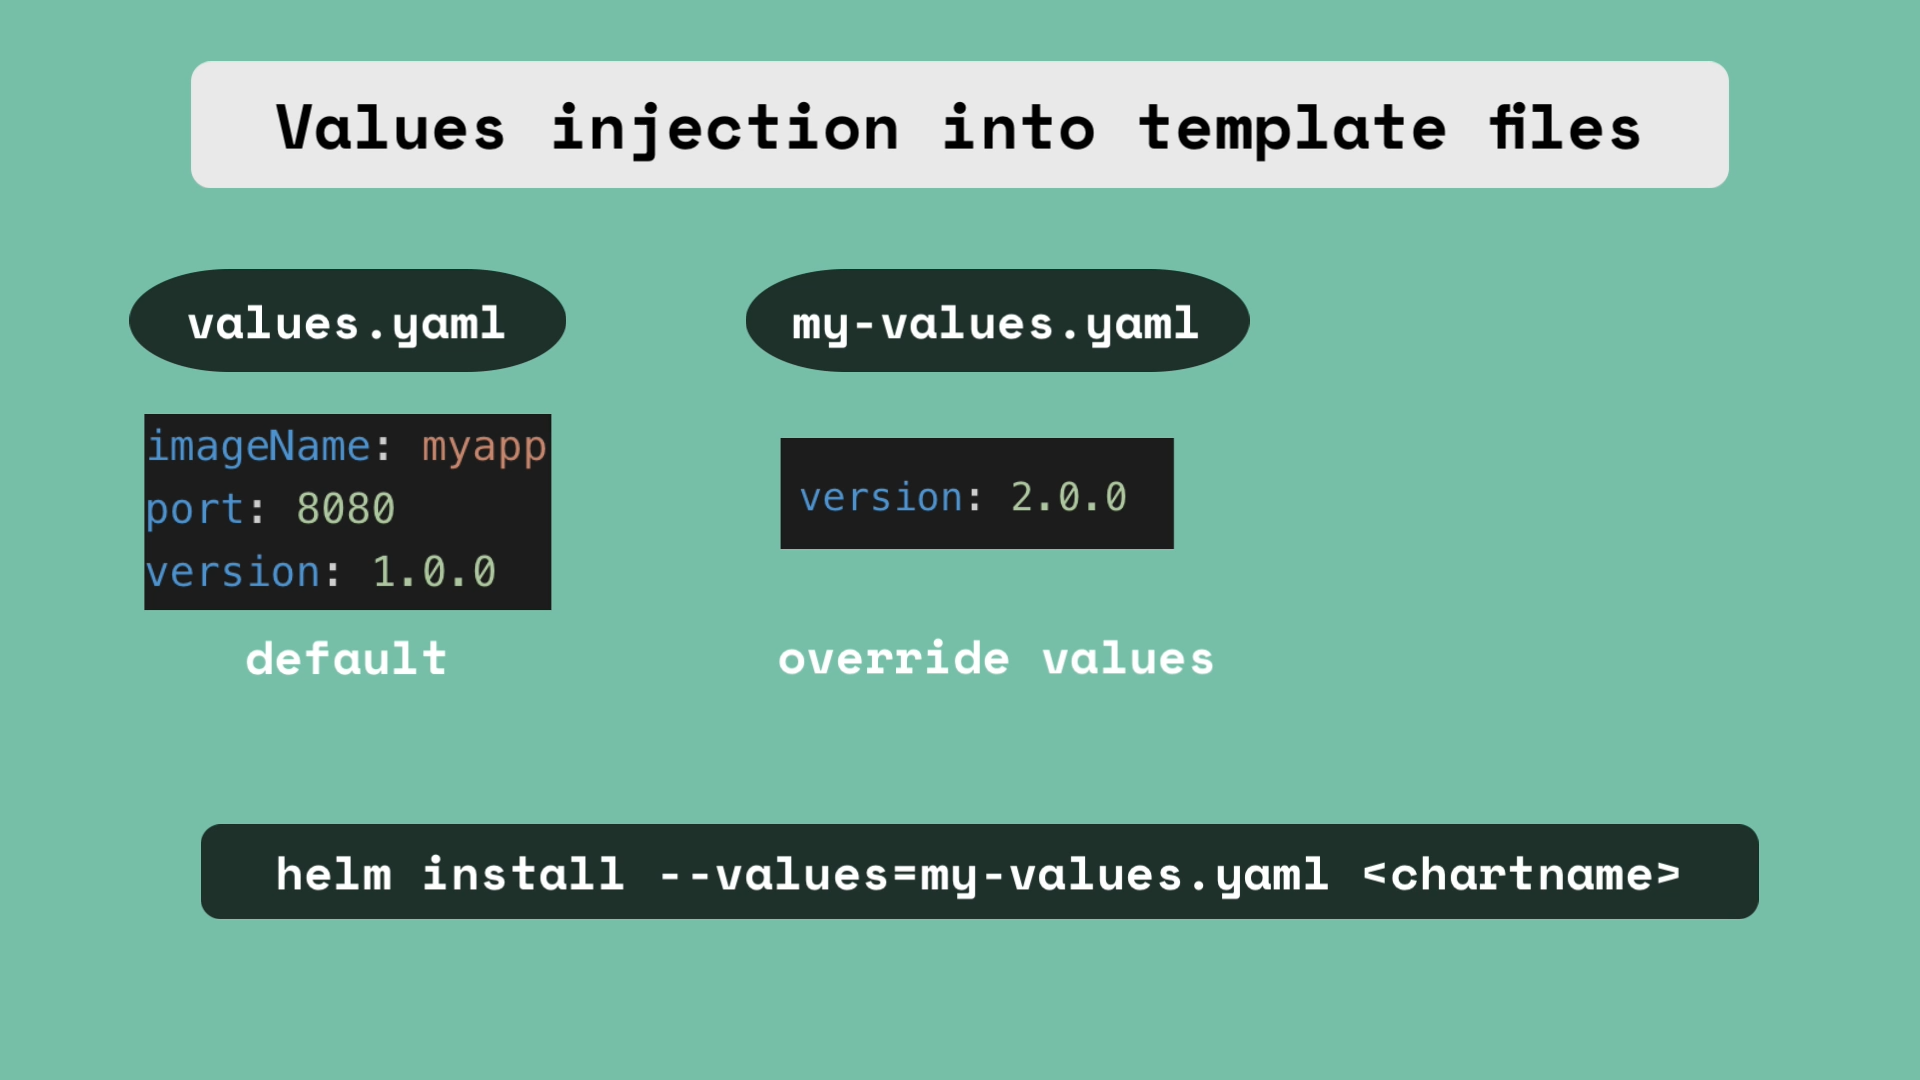 Values injection into template files
values.yaml
imageName: myapp
port: 8080
version: 1.0.0
default
my-values.yaml
version: 2.0.0
override values
helm install --values=my-values.yaml <chartname>